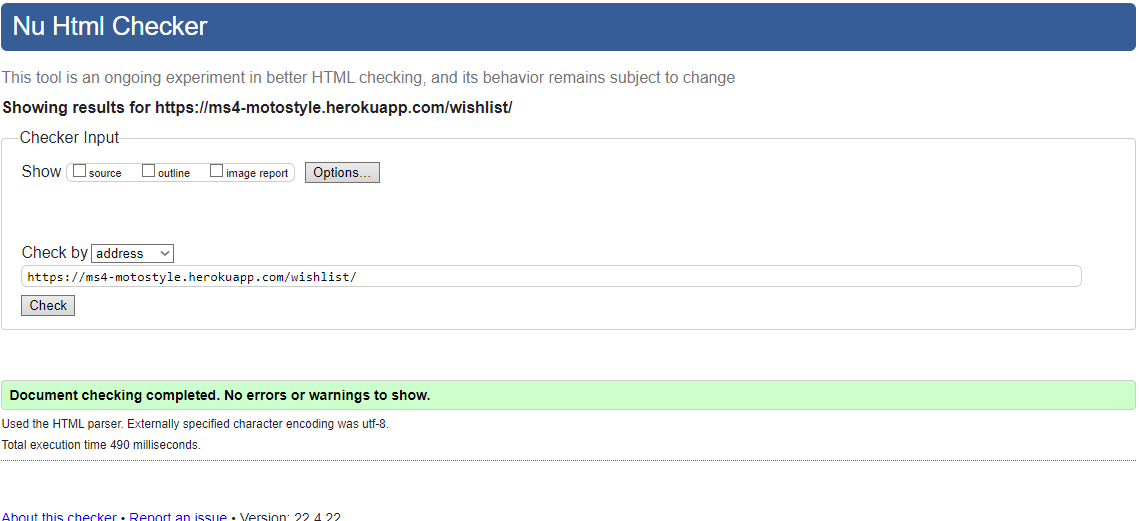 Nu Html Checker
This tool is an ongoing experiment in better HTML checking, and its behavior remains subject to change
Showing results for https://ms4-motostyle.herokuapp.com/wishlist/
Checker Input
Show source outline image report Options...
Check by address
https://ms4-motostyle.herokuapp.com/wishlist/
Check
Document checking completed. No errors or warnings to show.
Used the HTML parser. Externally specified character encoding was utf-8.
Total execution time 490 milliseconds.
About this checker • Report an issue • Version: 22.4.22